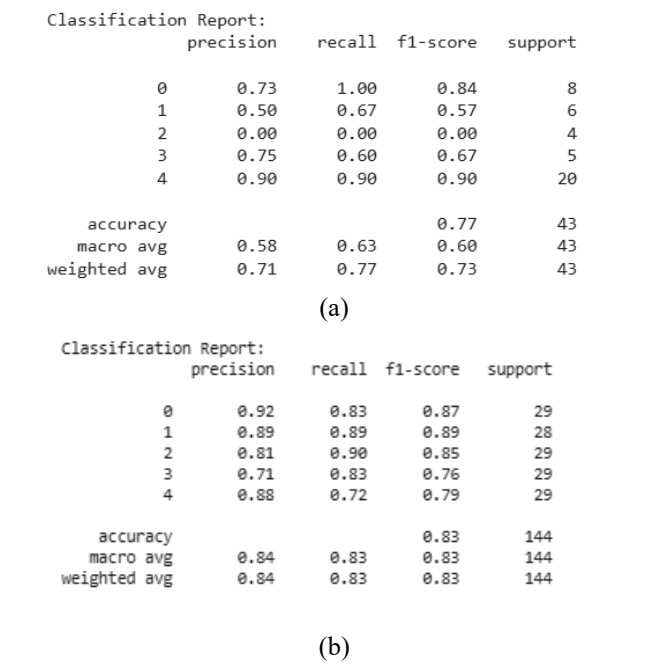 Classification Report:
precision recall f1-score support
0 0.73 1.00 0.84 8
1 0.50 0.67 0.57 6
2 0.00 0.00 0.00 4
3 0.75 0.60 0.67 5
4 0.90 0.90 0.90 20
accuracy 0.77 43
macro avg 0.58 0.63 0.60 43
weighted avg 0.71 0.77 0.73 43
(a)
Classification Report:
precision recall f1-score support
0 0.92 0.83 0.87 29
1 0.89 0.89 0.89 28
2 0.81 0.90 0.85 29
3 0.71 0.83 0.76 29
4 0.88 0.72 0.79 29
accuracy 0.83 144
macro avg 0.84 0.83 0.83 144
weighted avg 0.84 0.83 0.83 144
(b)